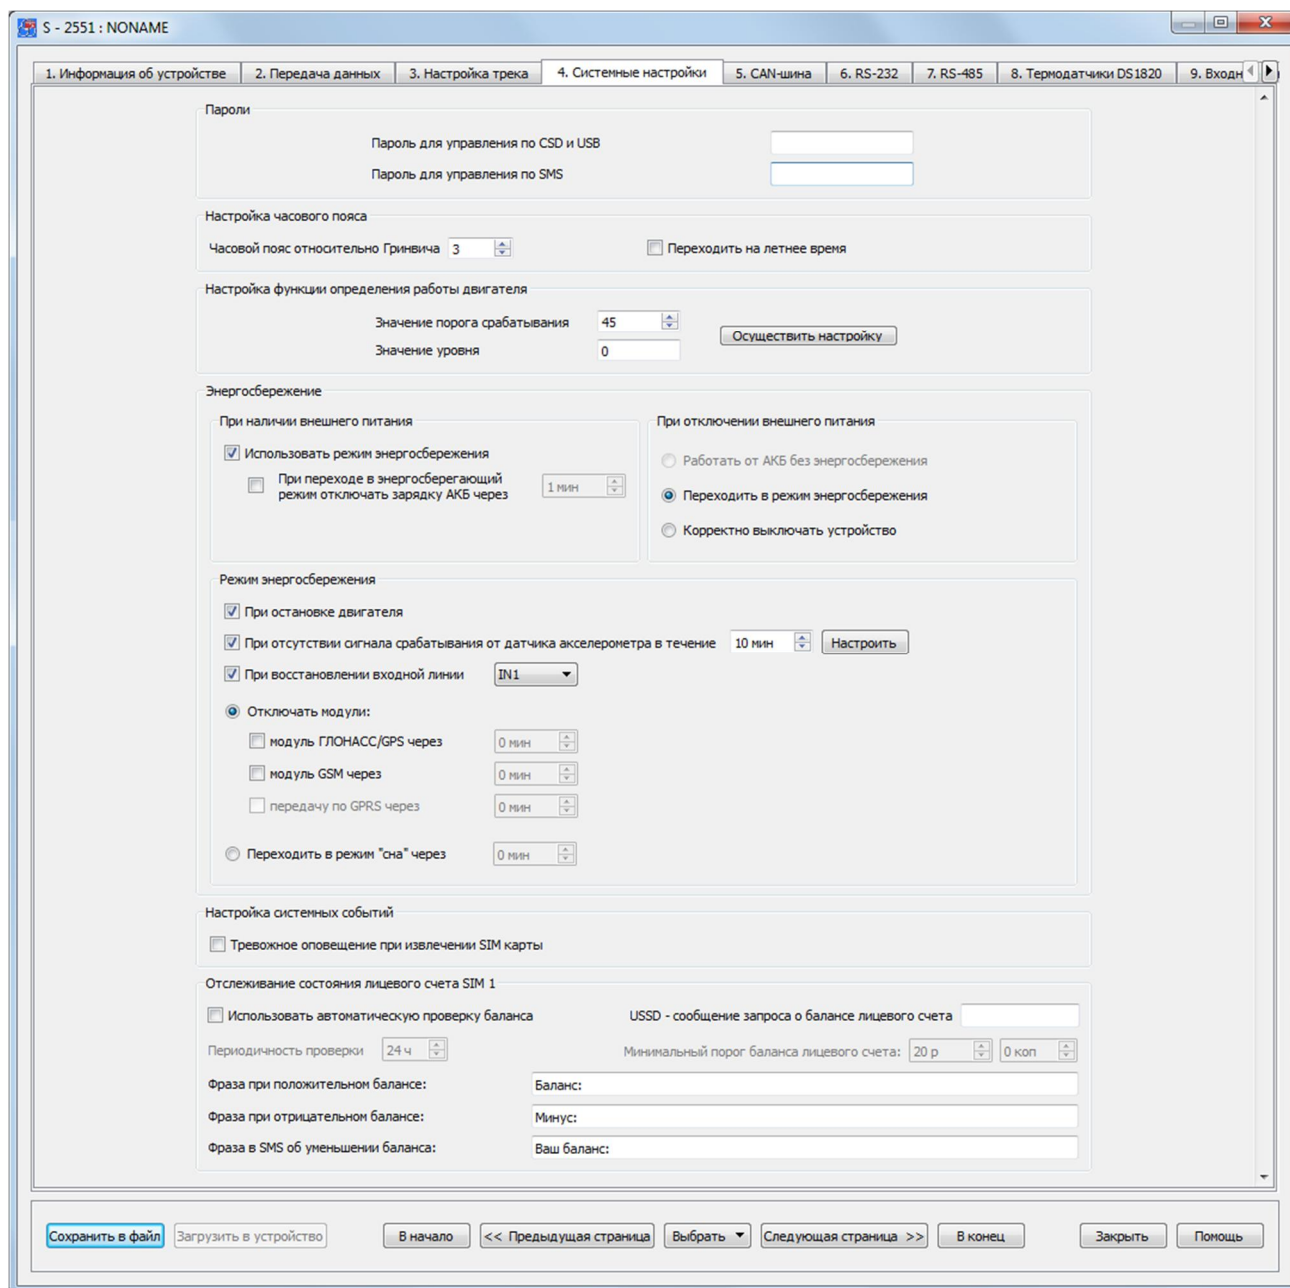 S - 2551 : NONAME
1. Информация об устройстве 2. Передача данных 3. Настройка трека 4. Системные настройки 5. CAN-шина 6. RS-232 7. RS-485 8. Термодатчики DS1820 9. Входн
Пароли
Пароль для управления по CSD и USB
Пароль для управления по SMS
Настройка часового пояса
Часовой пояс относительно Гринвича 3 Переходить на летнее время
Настройка функции определения работы двигателя
Значение порога срабатывания 45
Осуществить настройку
Значение уровня 0
Энергосбережение
При наличии внешнего питания
Использовать режим энергосбережения
При переходе в энергосберегающий
режим отключать зарядку АКБ через 1 мин
При отключении внешнего питания
Работать от АКБ без энергосбережения
Переходить в режим энергосбережения
Корректно выключать устройство
Режим энергосбережения
При остановке двигателя
При отсутствии сигнала срабатывания от датчика акселерометра в течение 10 мин Настроить
При восстановлении входной линии IN1
Отключать модули:
модуль ГЛОНАСС/GPS через 0 мин
модуль GSM через 0 мин
передачу по GPRS через 0 мин
Переходить в режим "сна" через 0 мин
Настройка системных событий
Тревожное оповещение при извлечении SIM карты
Отслеживание состояния лицевого счета SIM 1
Использовать автоматическую проверку баланса USSD - сообщение запроса о балансе лицевого счета
Периодичность проверки 24 ч Минимальный порог баланса лицевого счета: 20 р 0 коп
Фраза при положительном балансе: Баланс:
Фраза при отрицательном балансе: Минус:
Фраза в SMS об уменьшении баланса: Ваш баланс:
Сохранить в файл Загрузить в устройство В начало << Предыдущая страница Выбрать Следующая страница >> В конец Закрыть Помощь